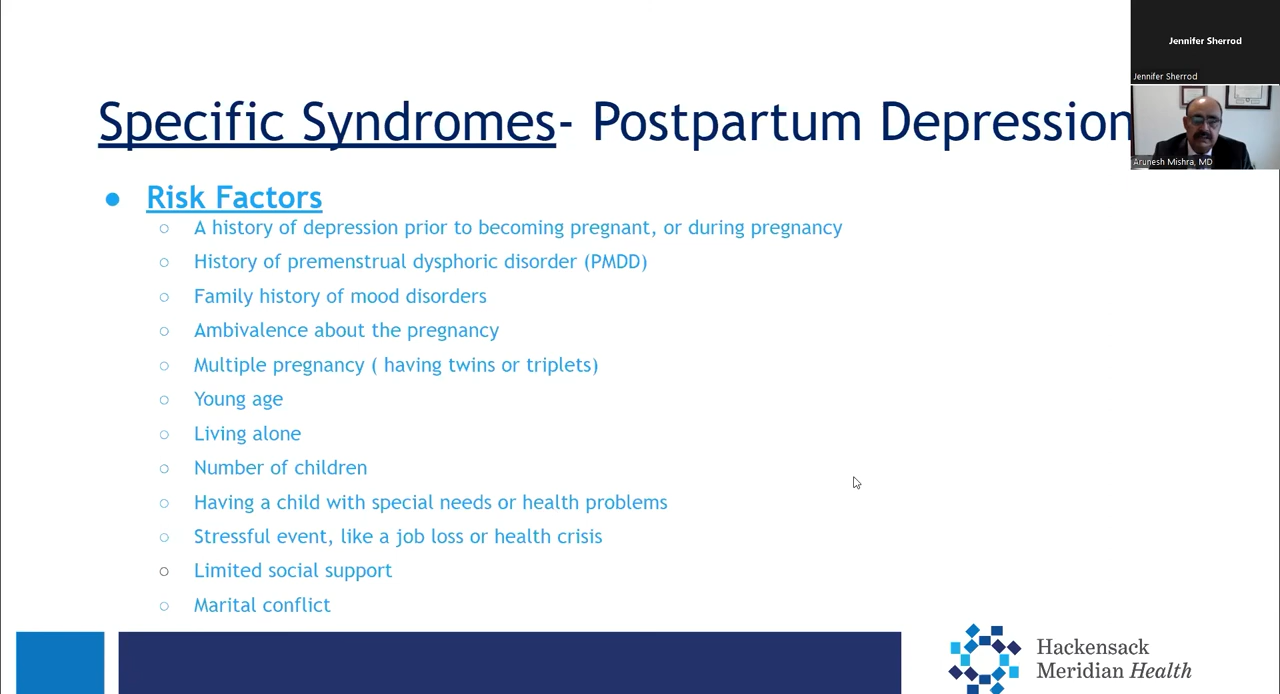 Jennifer Sherrod
Jennifer Sherrod
Arunesh Mishra, MD
Specific Syndromes- Postpartum Depression
● Risk Factors
○ A history of depression prior to becoming pregnant, or during pregnancy
○ History of premenstrual dysphoric disorder (PMDD)
○ Family history of mood disorders
○ Ambivalence about the pregnancy
○ Multiple pregnancy ( having twins or triplets)
○ Young age
○ Living alone
○ Number of children
○ Having a child with special needs or health problems
○ Stressful event, like a job loss or health crisis
○ Limited social support
○ Marital conflict
Hackensack
Meridian Health